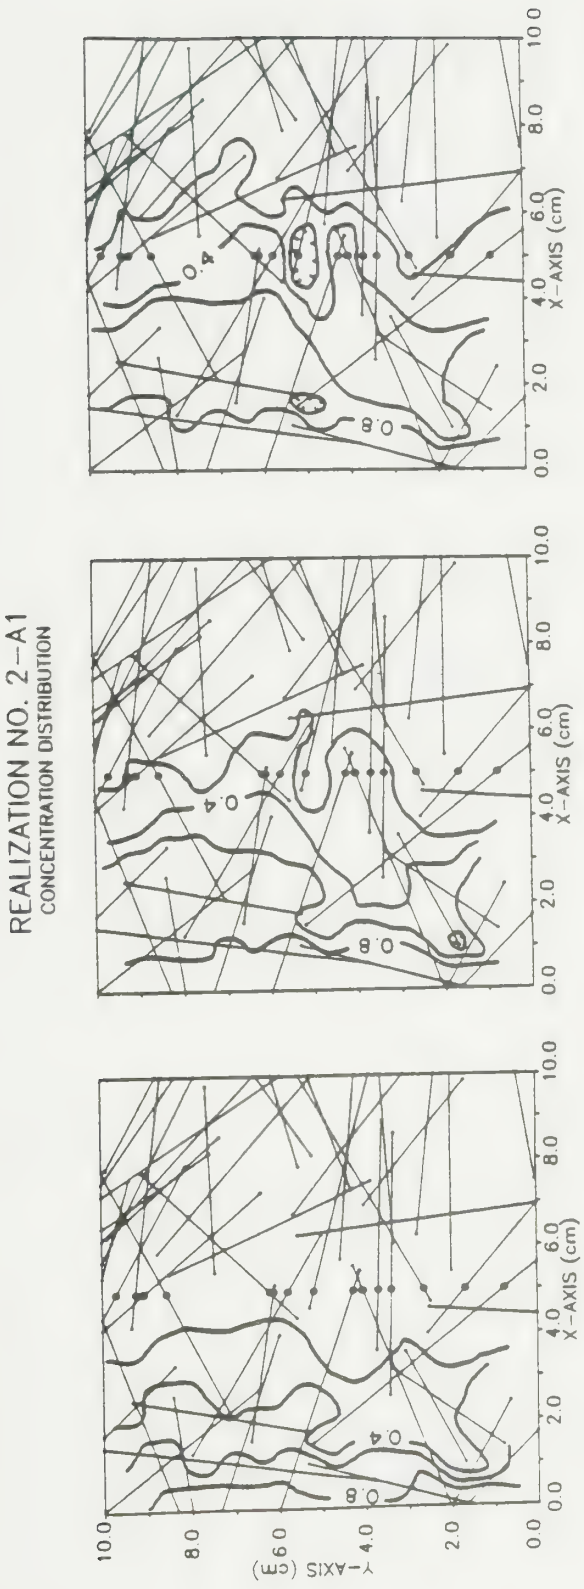 REALIZATION NO. 2-A1
CONCENTRATION DISTRIBUTION
10.0
8.0
6.0
4.0
2.0
0.0
Y-AXIS (cm)
0.8
0.4
0.0 2.0 4.0 6.0 8.0 10.0
X-AXIS (cm)
0.4
0.8
0.0 2.0 4.0 6.0 8.0 10.0
X-AXIS (cm)
0.4
0.8
0.0 2.0 4.0 6.0 8.0 10.0
X-AXIS (cm)